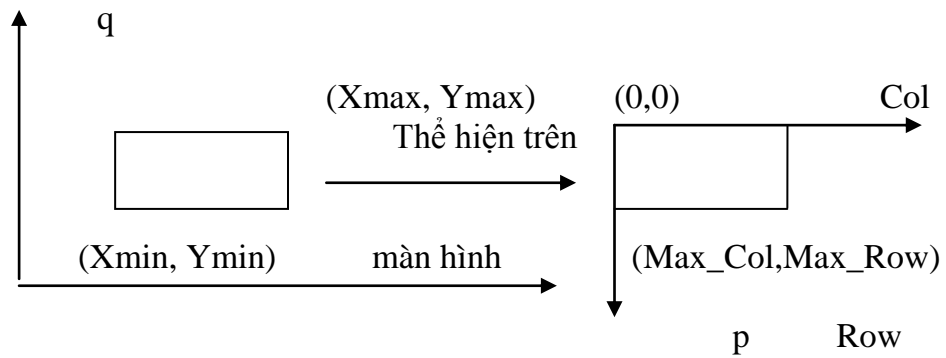 q
(Xmax, Ymax) (0,0) Col
Thể hiện trên
(Xmin, Ymin) màn hình (Max_Col,Max_Row)
p Row